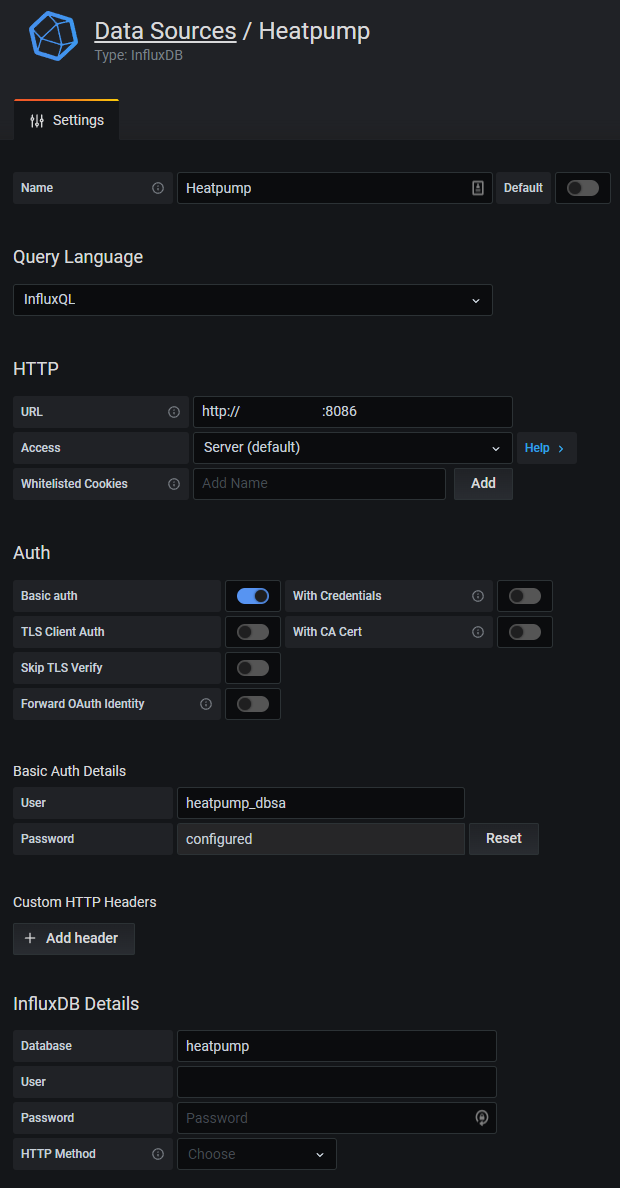 Data Sources / Heatpump
Type: InfluxDB
Settings
Name Heatpump Default
Query Language
InfluxQL
HTTP
URL http:// :8086
Access Server (default) Help
Whitelisted Cookies Add Name Add
Auth
Basic auth With Credentials
TLS Client Auth With CA Cert
Skip TLS Verify
Forward OAuth Identity
Basic Auth Details
User heatpump_dbsa
Password configured Reset
Custom HTTP Headers
+ Add header
InfluxDB Details
Database heatpump
User
Password Password
HTTP Method Choose